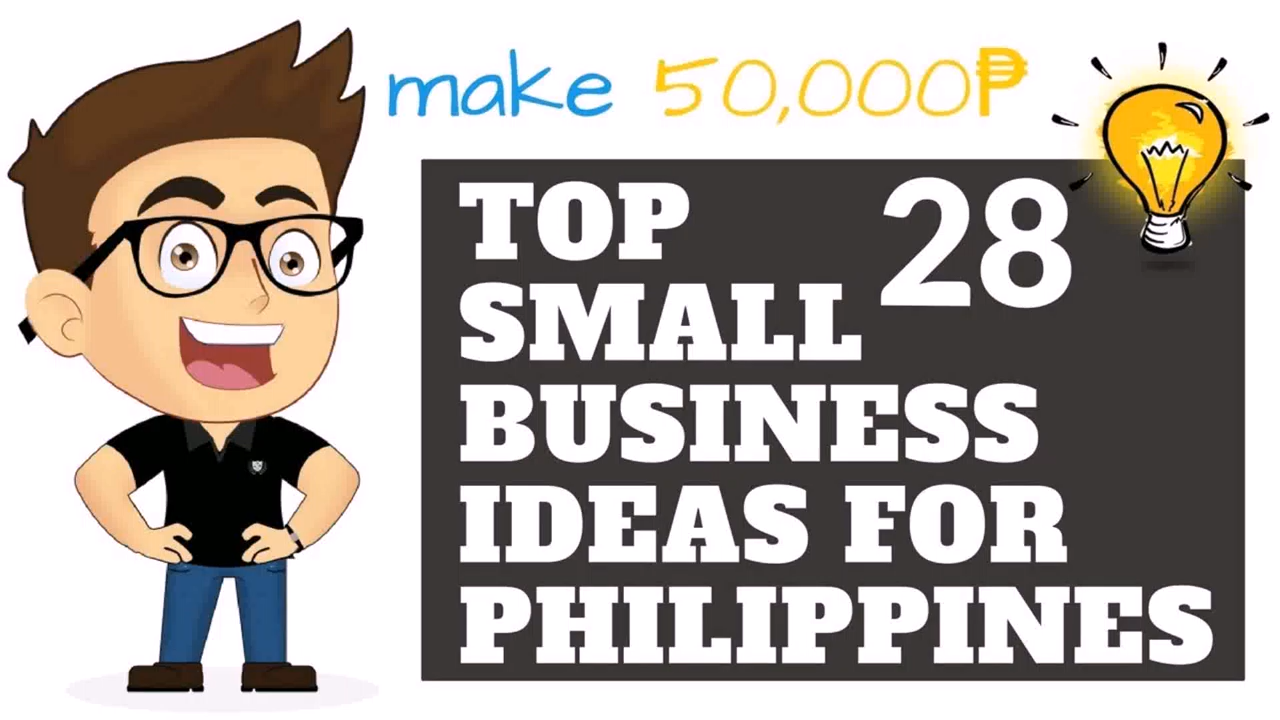 make 50,000₱
TOP 28
SMALL
BUSINESS
IDEAS FOR
PHILIPPINES